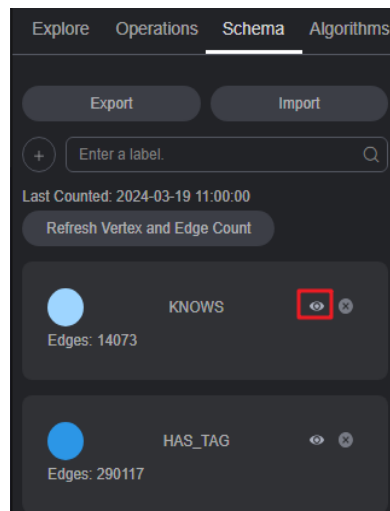 Explore Operations Schema Algorithms
Export Import
+ Enter a label.
Last Counted: 2024-03-19 11:00:00
Refresh Vertex and Edge Count
KNOWS
Edges: 14073
HAS_TAG
Edges: 290117